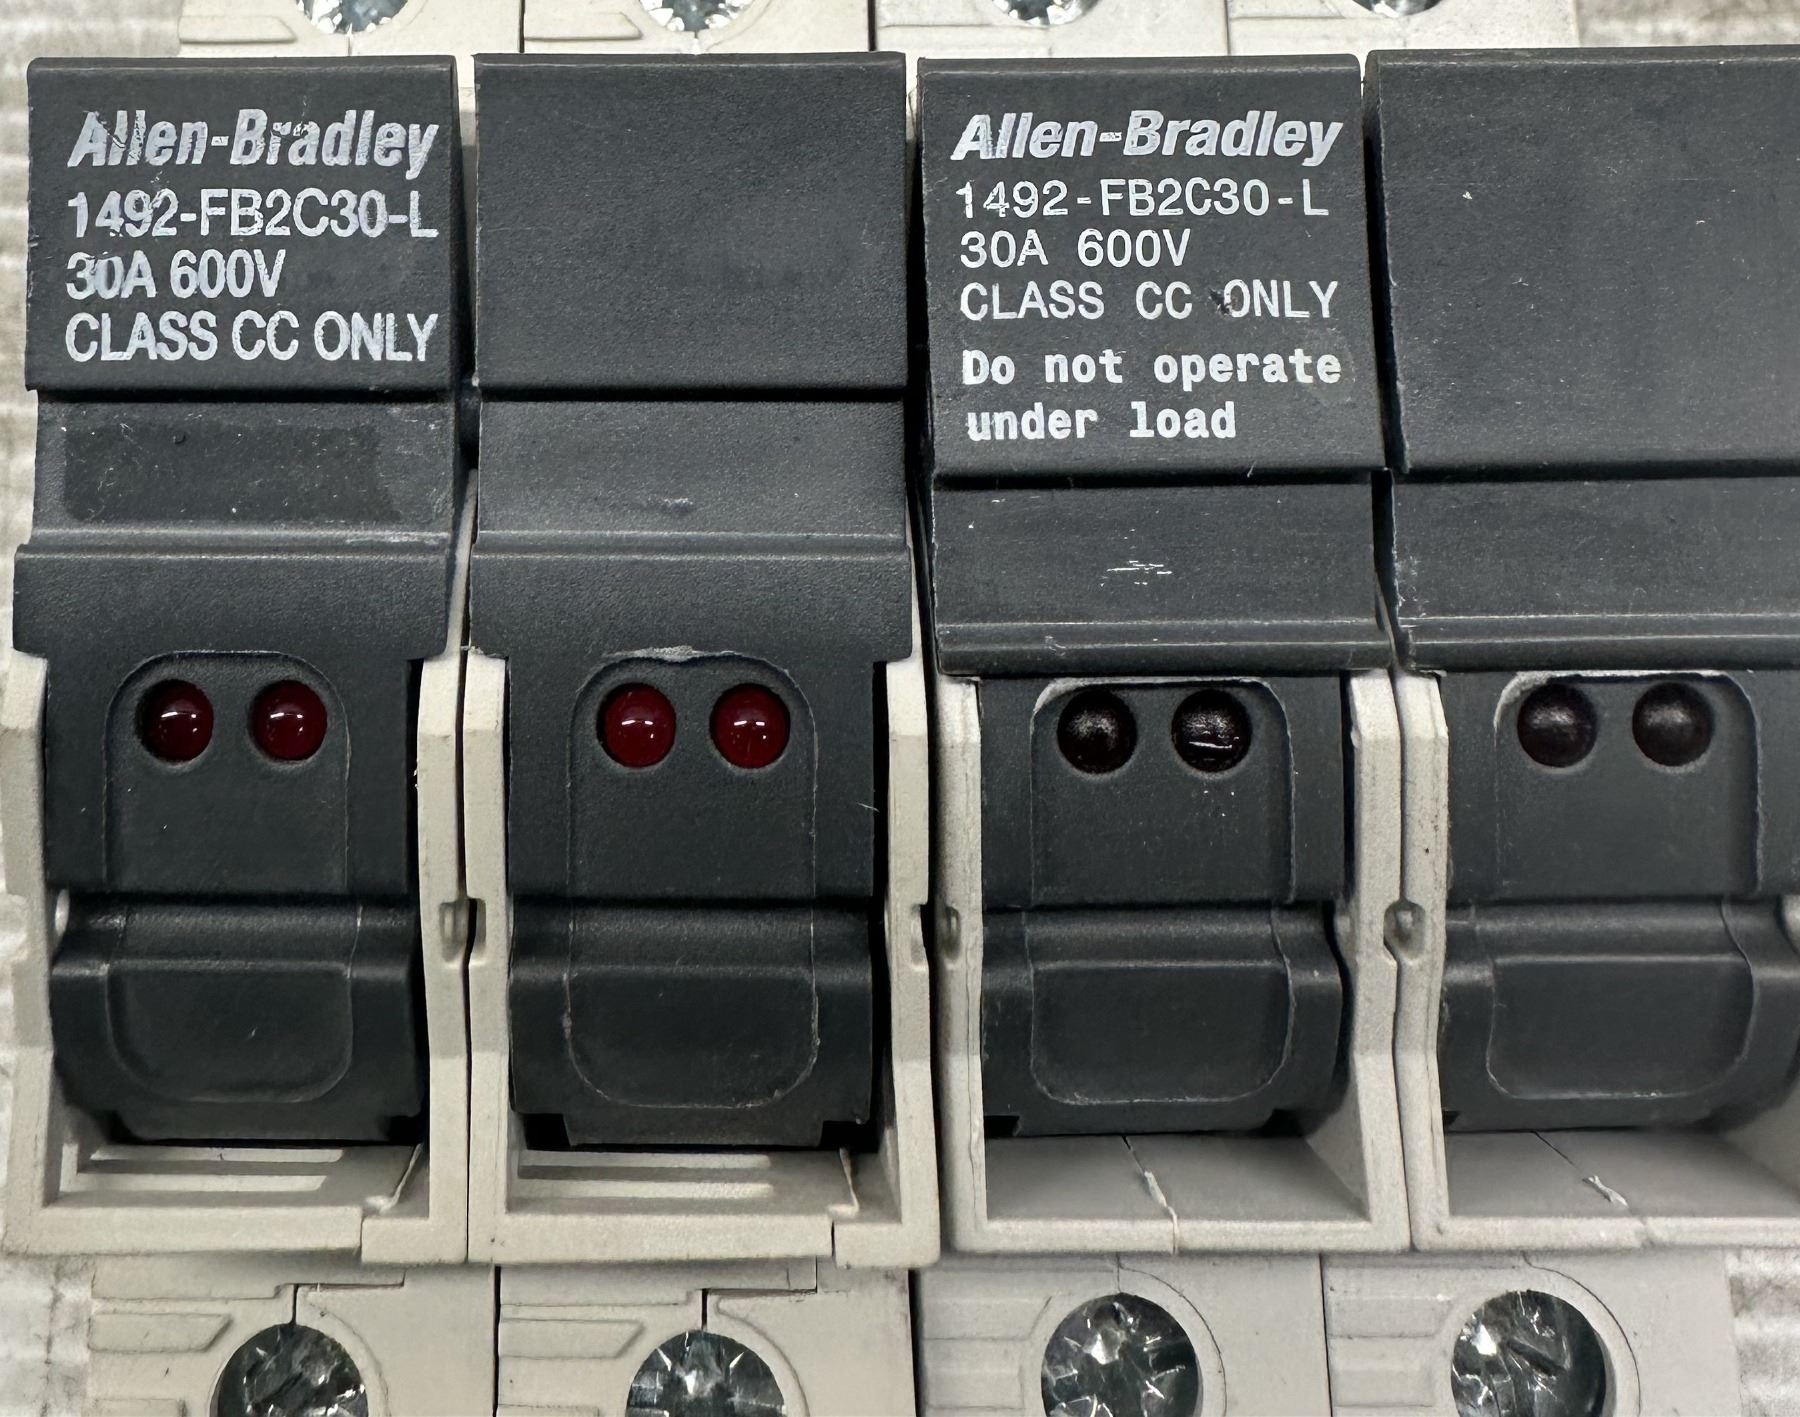 Allen-Bradley
1492-FB2C30-L
30A 600V
CLASS CC ONLY
Allen-Bradley
1492-FB2C30-L
30A 600V
CLASS CC ONLY
Do not operate
under load